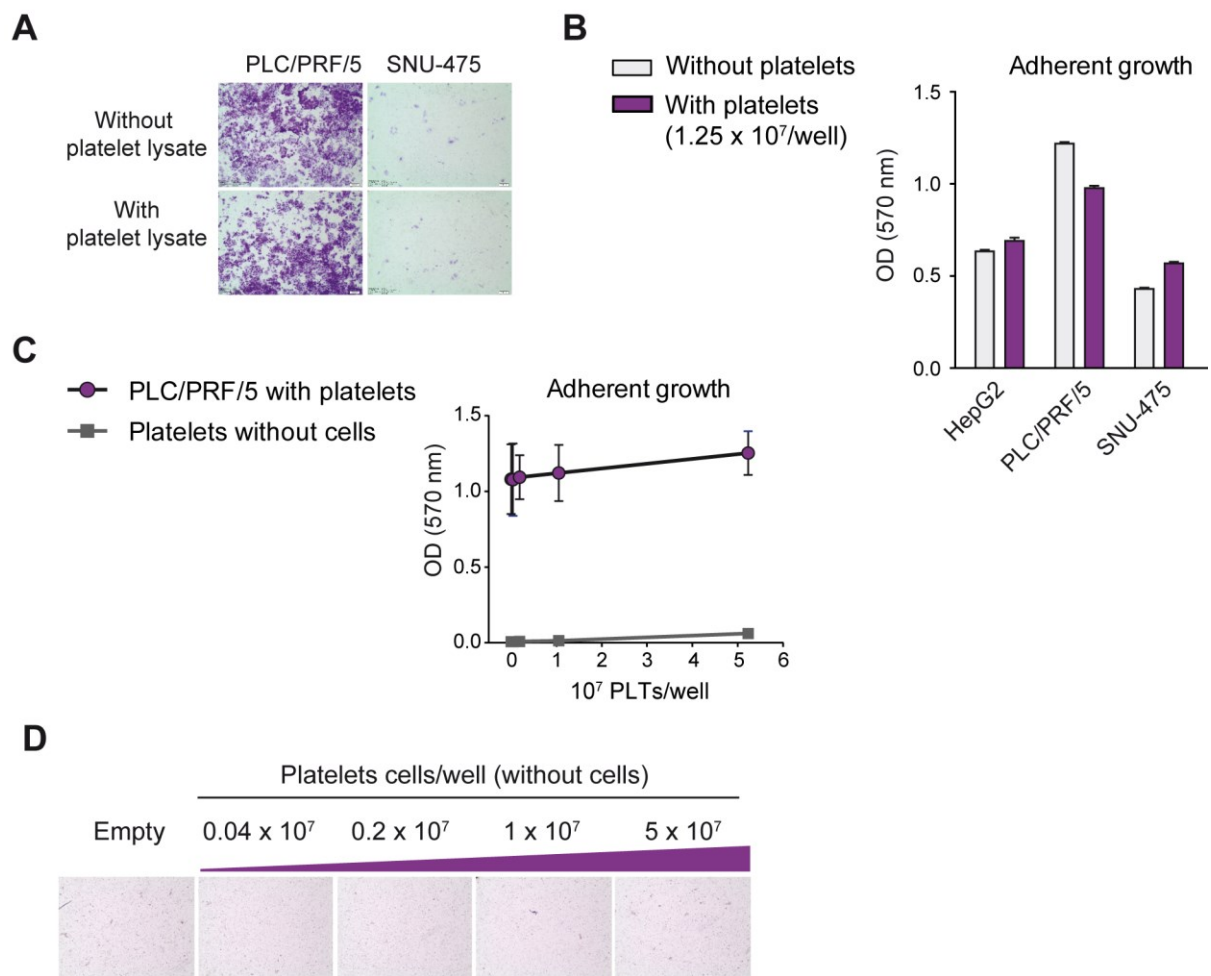 A
PLC/PRF/5 SNU-475
Without
platelet lysate
With
platelet lysate
B
Without platelets
With platelets
(1.25 x 10⁷/well)
Adherent growth
1.5
1.0
0.5
0.0
OD (570 nm)
HepG2
PLC/PRF/5
SNU-475
C
PLC/PRF/5 with platelets
Platelets without cells
Adherent growth
1.5
1.0
0.5
0.0
OD (570 nm)
0 1 2 3 4 5 6
10⁷ PLTs/well
D
Platelets cells/well (without cells)
Empty 0.04 x 10⁷ 0.2 x 10⁷ 1 x 10⁷ 5 x 10⁷